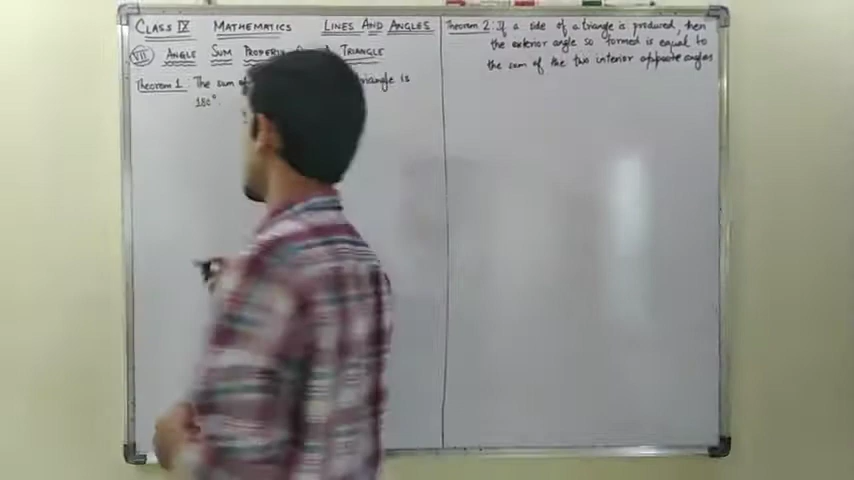 CLASS IX MATHEMATICS LINES AND ANGLES
VII ANGLE SUM PROPERTY A TRIANGLE
Theorem 1: The sum of triangle is
180°.
Theorem 2: If a side of a triangle is produced, then
the exterior angle so formed is equal to
the sum of the two interior opposite angles